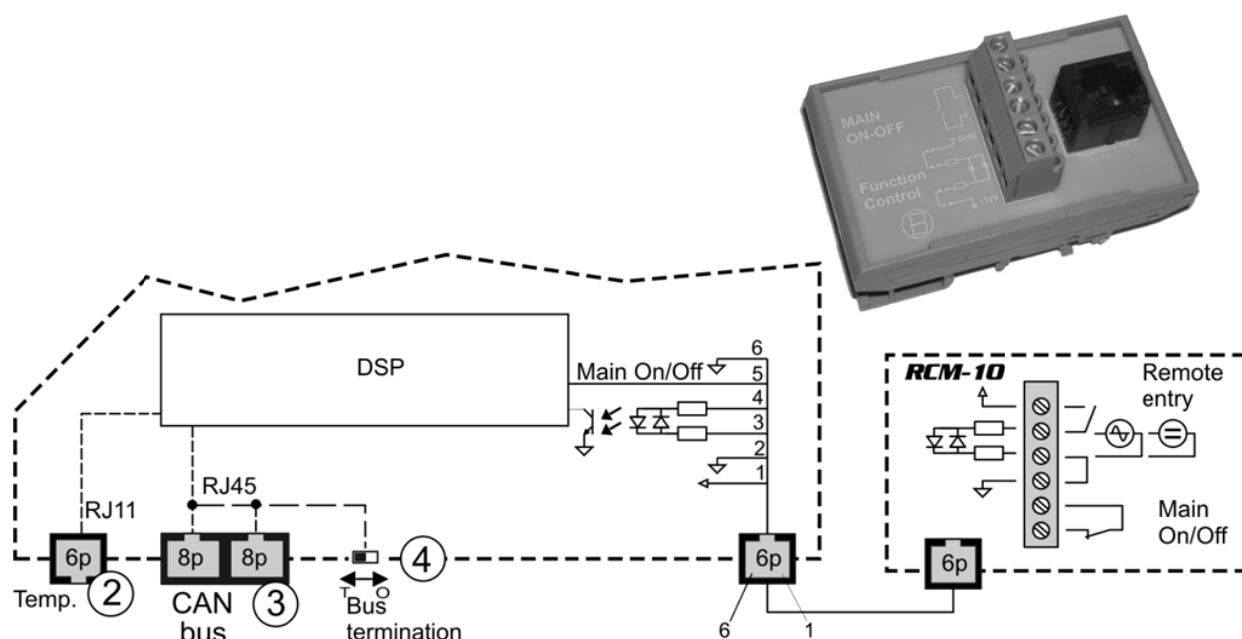 MAIN
ON-OFF
GND
Function
Control
+12V
DSP
Main On/Off
6
5
4
3
2
1
RCM-10
Remote
entry
Main
On/Off
RJ11
RJ45
6p
8p
8p
6p
6p
2
3
4
Temp.
CAN
bus
T
O
Bus
termination
6
1